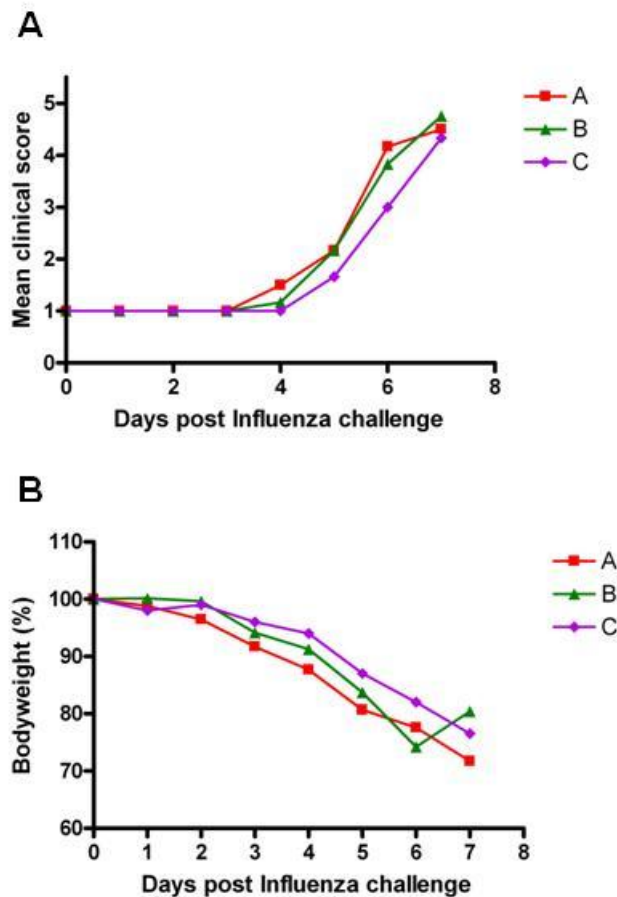 A
Mean clinical score
5
4
3
2
1
0
0 2 4 6 8
Days post Influenza challenge
A
B
C
B
Bodyweight (%)
110
100
90
80
70
60
0 1 2 3 4 5 6 7 8
Days post Influenza challenge
A
B
C